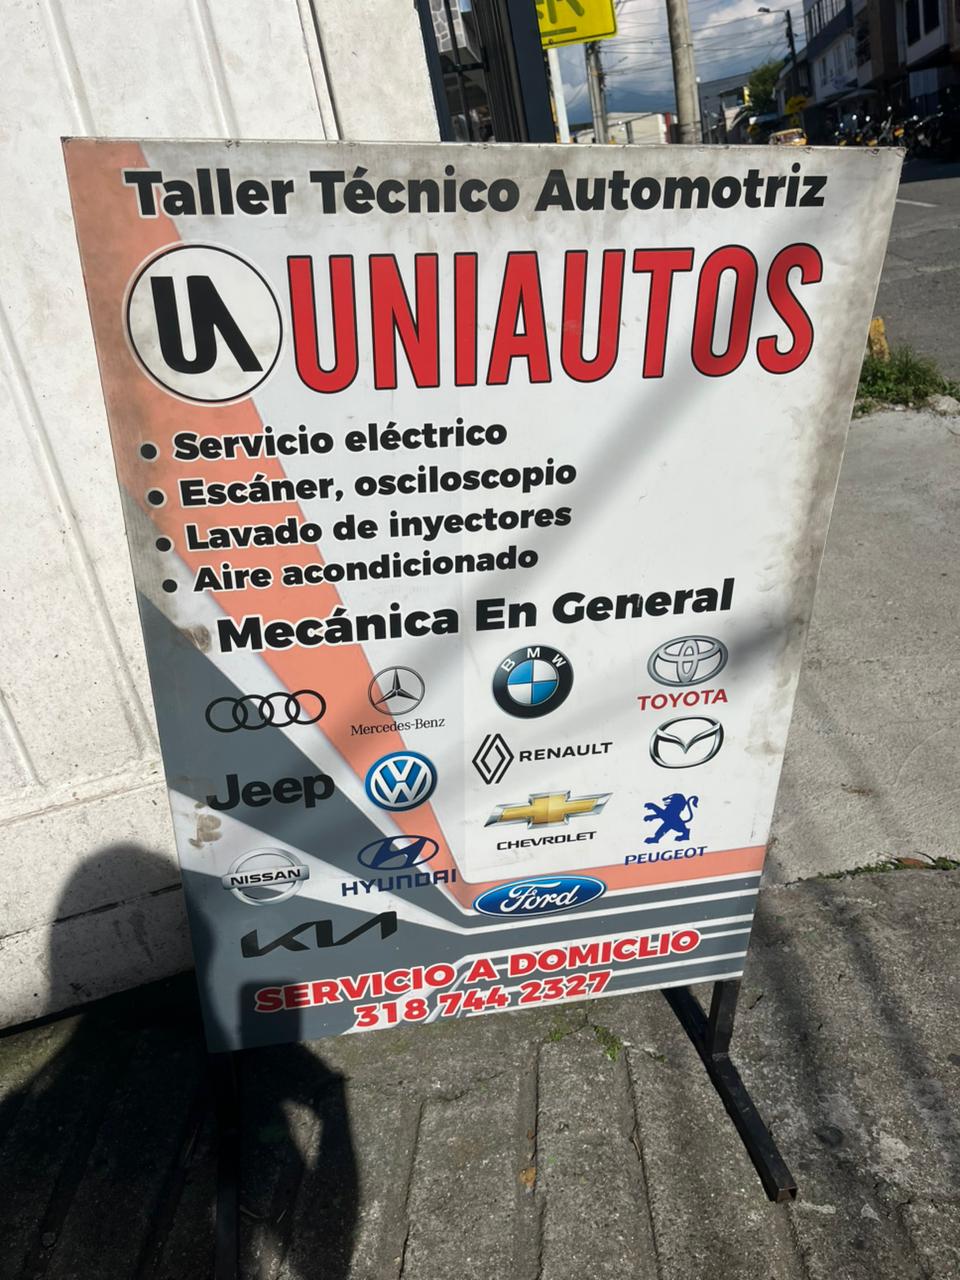 Taller Técnico Automotriz
UA UNIAUTOS
• Servicio eléctrico
• Escáner, osciloscopio
• Lavado de inyectores
• Aire acondicionado
Mecánica En General
Mercedes-Benz
BMW
TOYOTA
Jeep
VW
RENAULT
CHEVROLET
PEUGEOT
NISSAN
HYUNDAI
Ford
KIA
SERVICIO A DOMICLIO
318 744 2327